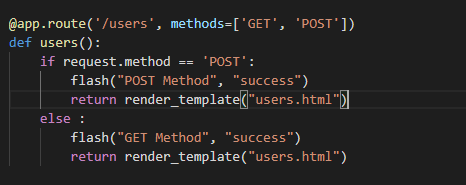 @app.route('/users', methods=['GET', 'POST'])
def users():
    if request.method == 'POST':
        flash("POST Method", "success")
        return render_template("users.html")
    else :
        flash("GET Method", "success")
        return render_template("users.html")